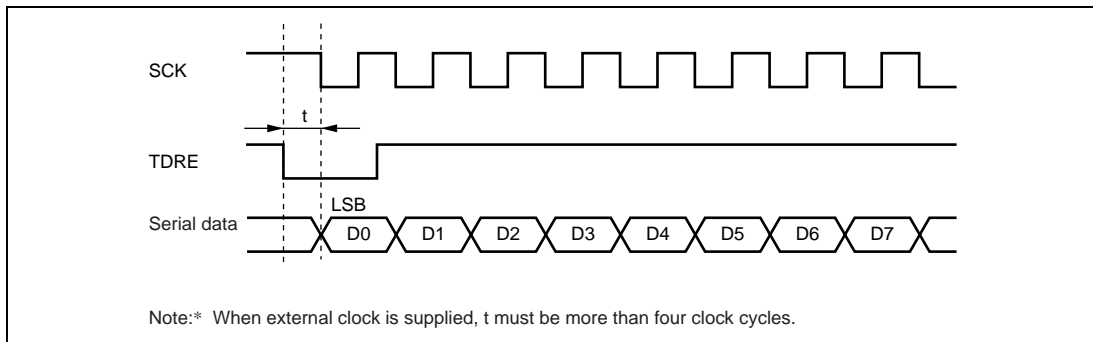 SCK
t
TDRE
LSB
Serial data
D0 D1 D2 D3 D4 D5 D6 D7
Note:* When external clock is supplied, t must be more than four clock cycles.